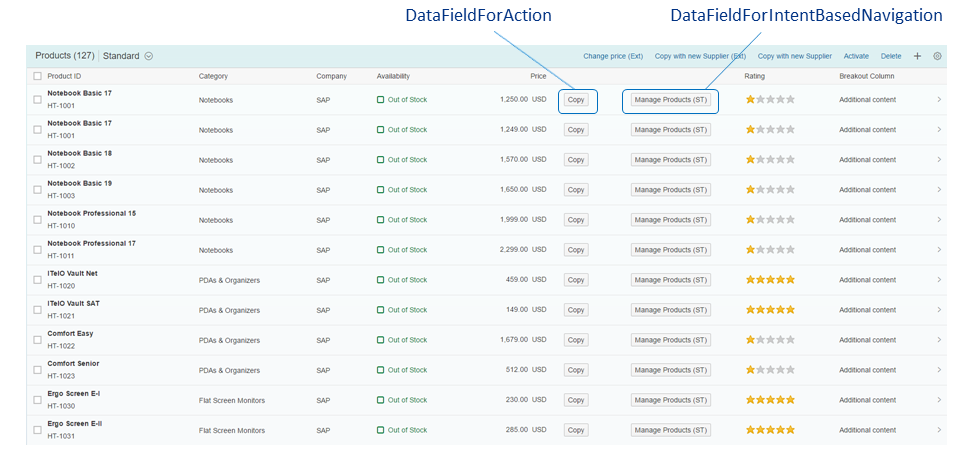 DataFieldForAction DataFieldForIntentBasedNavigation
Products (127) Standard Change price (Ext) Copy with new Supplier (Ext) Copy with new Supplier Activate Delete
Product ID Category Company Availability Price Rating Breakout Column
Notebook Basic 17
HT-1001 Notebooks SAP Out of Stock 1,250.00 USD Copy Manage Products (ST) Additional content
Notebook Basic 17
HT-1001 Notebooks SAP Out of Stock 1,249.00 USD Copy Manage Products (ST) Additional content
Notebook Basic 18
HT-1002 Notebooks SAP Out of Stock 1,570.00 USD Copy Manage Products (ST) Additional content
Notebook Basic 19
HT-1003 Notebooks SAP Out of Stock 1,650.00 USD Copy Manage Products (ST) Additional content
Notebook Professional 15
HT-1010 Notebooks SAP Out of Stock 1,999.00 USD Copy Manage Products (ST) Additional content
Notebook Professional 17
HT-1011 Notebooks SAP Out of Stock 2,299.00 USD Copy Manage Products (ST) Additional content
ITelO Vault Net
HT-1020 PDAs & Organizers SAP Out of Stock 459.00 USD Copy Manage Products (ST) Additional content
ITelO Vault SAT
HT-1021 PDAs & Organizers SAP Out of Stock 149.00 USD Copy Manage Products (ST) Additional content
Comfort Easy
HT-1022 PDAs & Organizers SAP Out of Stock 1,679.00 USD Copy Manage Products (ST) Additional content
Comfort Senior
HT-1023 PDAs & Organizers SAP Out of Stock 512.00 USD Copy Manage Products (ST) Additional content
Ergo Screen E-I
HT-1030 Flat Screen Monitors SAP Out of Stock 230.00 USD Copy Manage Products (ST) Additional content
Ergo Screen E-II
HT-1031 Flat Screen Monitors SAP Out of Stock 285.00 USD Copy Manage Products (ST) Additional content